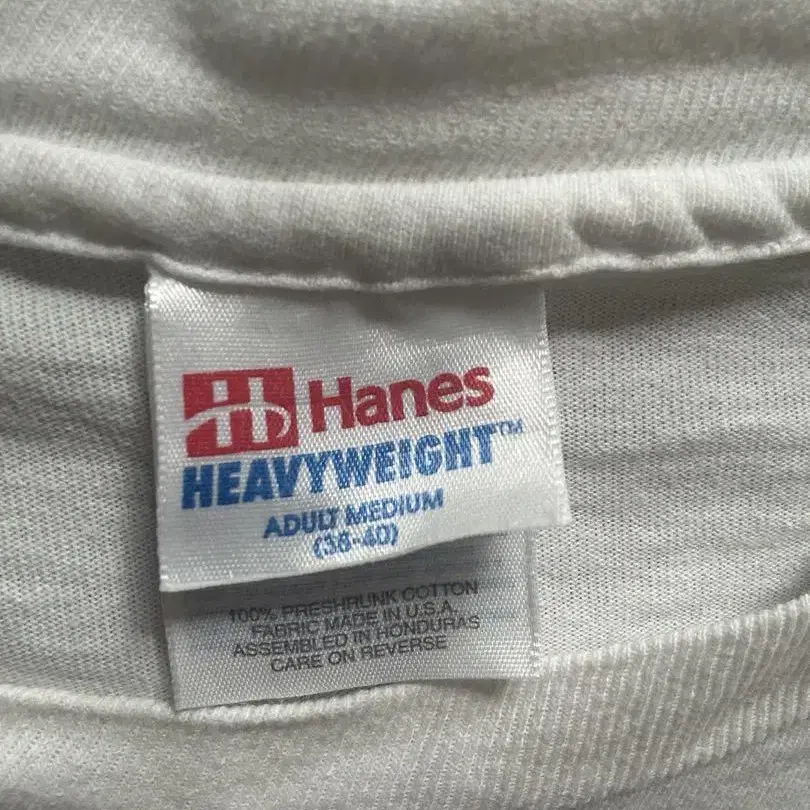 H Hanes
HEAVYWEIGHT™
ADULT MEDIUM
(38-40)
100% PRESHRUNK COTTON
FABRIC MADE IN U.S.A.
ASSEMBLED IN HONDURAS
CARE ON REVERSE